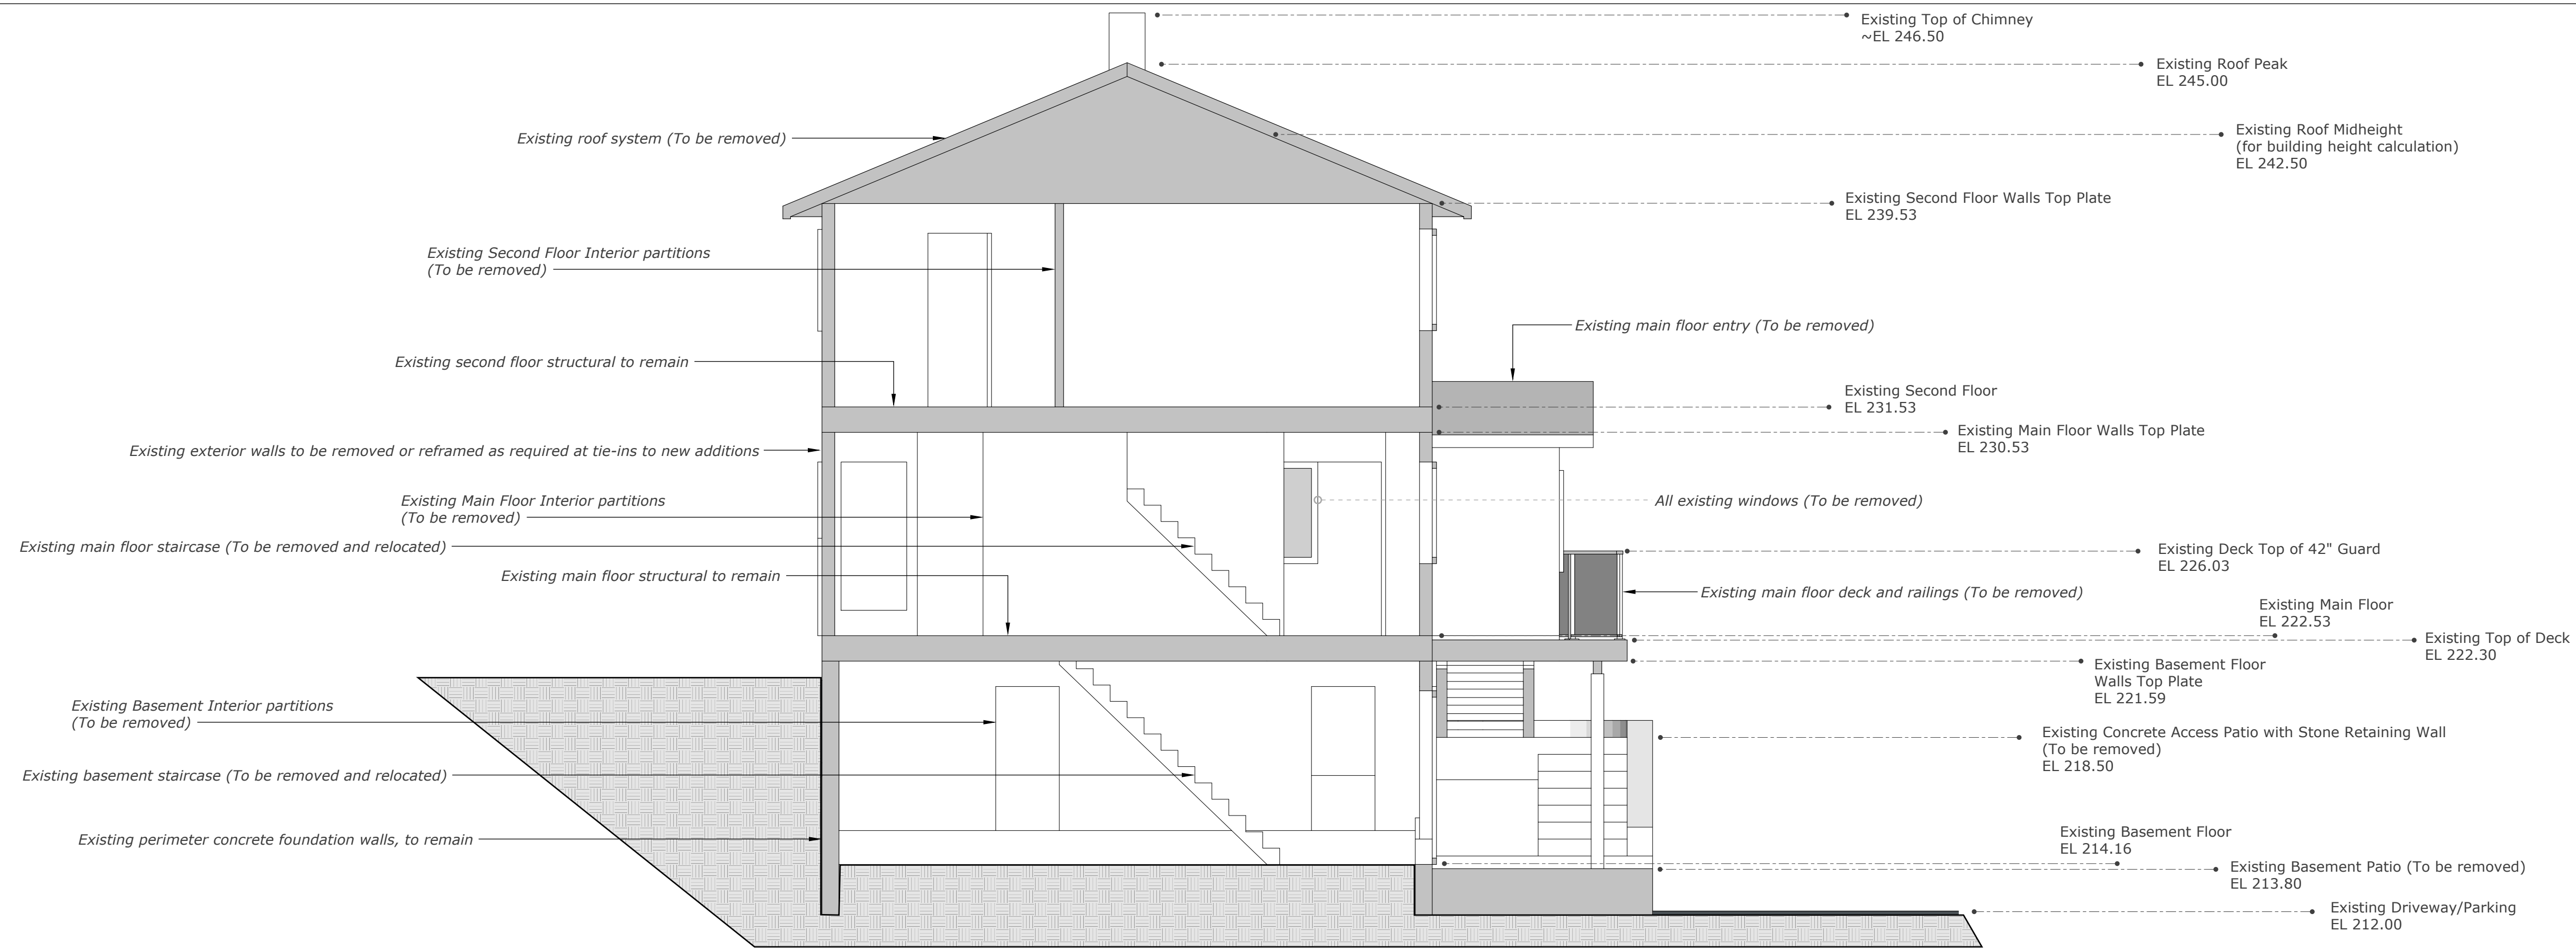 Existing Top of Chimney
~EL 246.50
Existing Roof Peak
EL 245.00
Existing roof system (To be removed)
Existing Roof Midheight
(for building height calculation)
EL 242.50
Existing Second Floor Walls Top Plate
EL 239.53
Existing Second Floor Interior partitions
(To be removed)
Existing main floor entry (To be removed)
Existing second floor structural to remain
Existing Second Floor
EL 231.53
Existing Main Floor Walls Top Plate
EL 230.53
Existing exterior walls to be removed or reframed as required at tie-ins to new additions
Existing Main Floor Interior partitions
(To be removed)
All existing windows (To be removed)
Existing main floor staircase (To be removed and relocated)
Existing Deck Top of 42" Guard
EL 226.03
Existing main floor structural to remain
Existing main floor deck and railings (To be removed)
Existing Main Floor
EL 222.53
Existing Top of Deck
EL 222.30
Existing Basement Floor
Walls Top Plate
EL 221.59
Existing Basement Interior partitions
(To be removed)
Existing Concrete Access Patio with Stone Retaining Wall
(To be removed)
EL 218.50
Existing basement staircase (To be removed and relocated)
Existing perimeter concrete foundation walls, to remain
Existing Basement Floor
EL 214.16
Existing Basement Patio (To be removed)
EL 213.80
Existing Driveway/Parking
EL 212.00